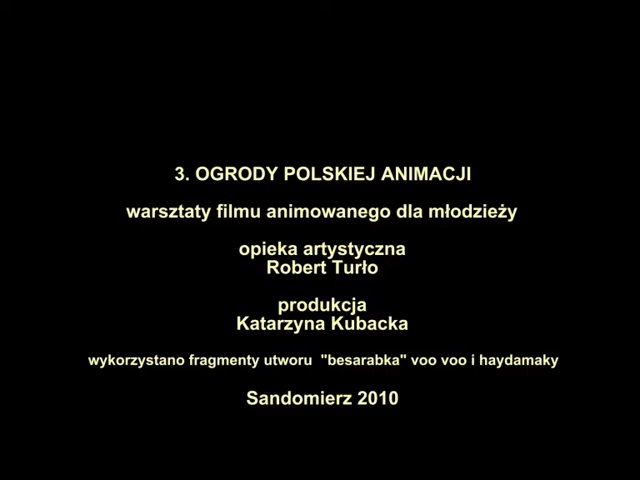 3. OGRODY POLSKIEJ ANIMACJI
warsztaty filmu animowanego dla młodzieży
opieka artystyczna
Robert Turło
produkcja
Katarzyna Kubacka
wykorzystano fragmenty utworu "besarabka" voo voo i haydamaky
Sandomierz 2010